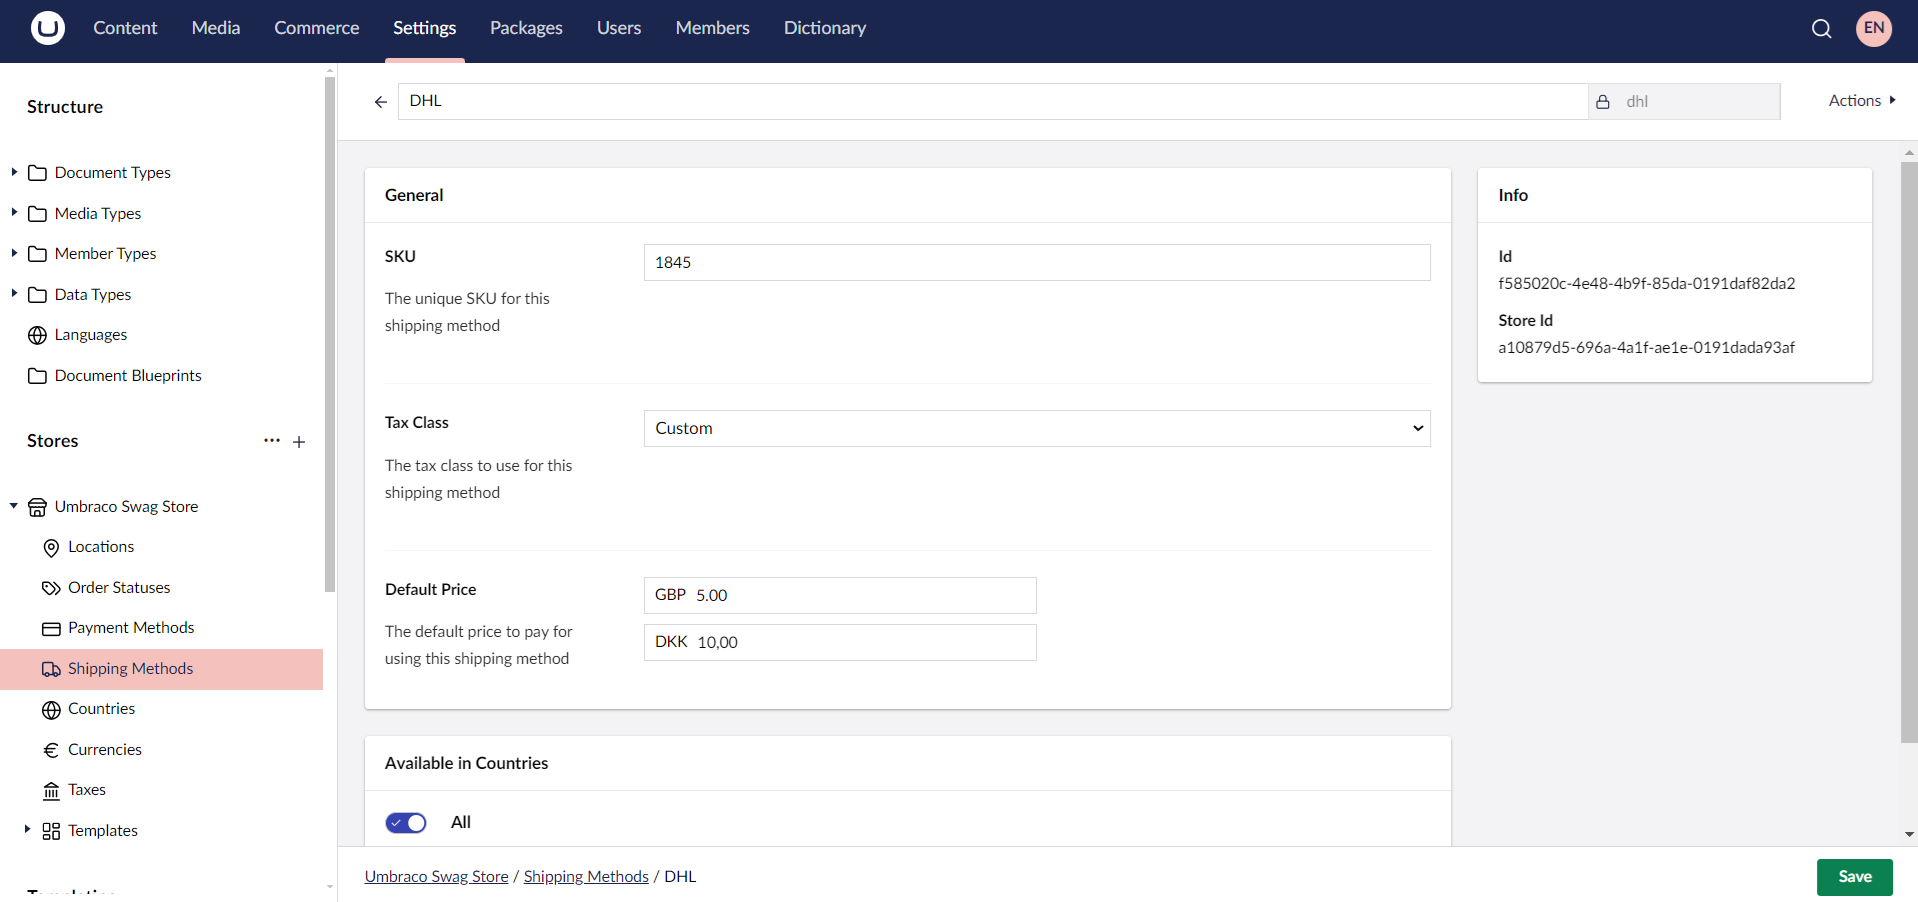 Content Media Commerce Settings Packages Users Members Dictionary EN
Structure
Document Types
Media Types
Member Types
Data Types
Languages
Document Blueprints
Stores
Umbraco Swag Store
Locations
Order Statuses
Payment Methods
Shipping Methods
Countries
Currencies
Taxes
Templates
DHL dhl Actions
General
SKU 1845
The unique SKU for this
shipping method
Tax Class Custom
The tax class to use for this
shipping method
Default Price GBP 5.00
The default price to pay for DKK 10,00
using this shipping method
Available in Countries
All
Info
Id
f585020c-4e48-4b9f-85da-0191daf82da2
Store Id
a10879d5-696a-4a1f-ae1e-0191dada93af
Umbraco Swag Store / Shipping Methods / DHL Save